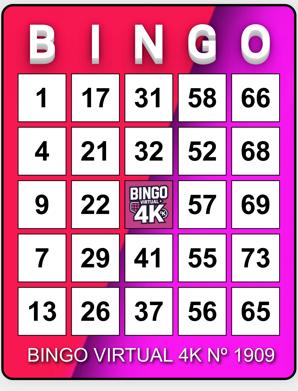 BINGO
1 17 31 58 66
4 21 32 52 68
9 22 BINGO VIRTUAL 4K 57 69
7 29 41 55 73
13 26 37 56 65
BINGO VIRTUAL 4K Nº 1909